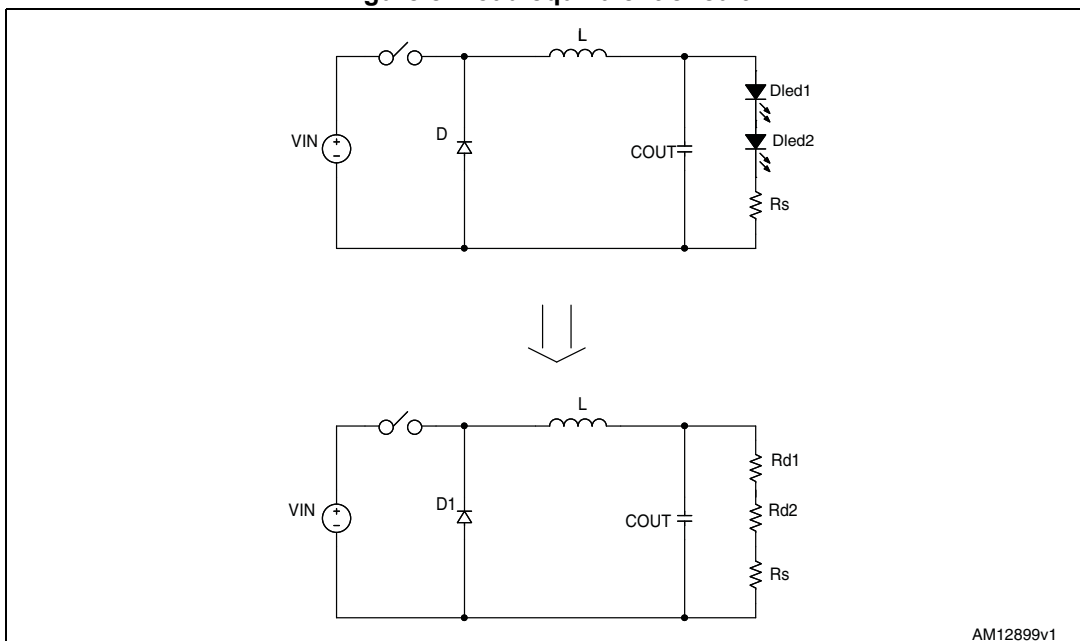 L
Dled1
D
VIN
+
-
COUT
Dled2
Rs
L
Rd1
VIN
+
-
D1
COUT
Rd2
Rs
AM12899v1